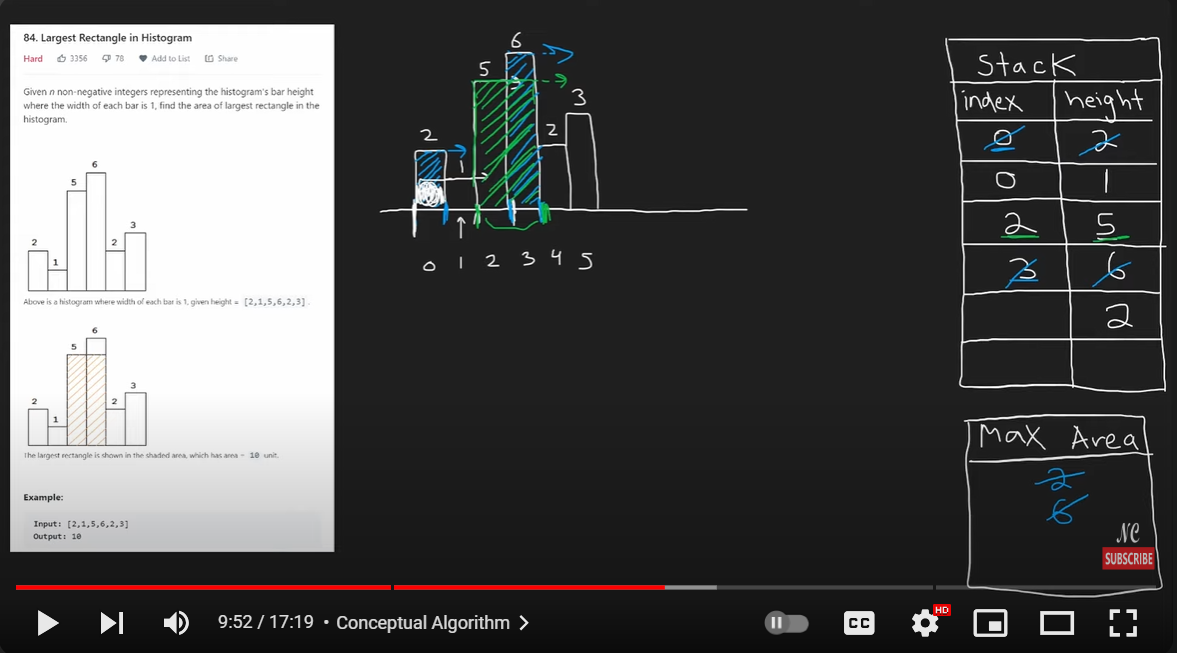 84. Largest Rectangle in Histogram
Hard 3356 78 Add to List Share
Given n non-negative integers representing the histogram's bar height
where the width of each bar is 1, find the area of largest rectangle in the
histogram.
6
5
3
2
2
1
Above is a histogram where width of each bar is 1, given height = [2,1,5,6,2,3] .
6
5
3
2
2
1
The largest rectangle is shown in the shaded area, which has area = 10 unit.
Example:
Input: [2,1,5,6,2,3]
Output: 10
6
5
3
2
2
1
0 1 2 3 4 5
Stack
index height
0 2
0 1
2 5
3 6
2
Max Area
2
6
NC
SUBSCRIBE
9:52 / 17:19 • Conceptual Algorithm
CC
HD